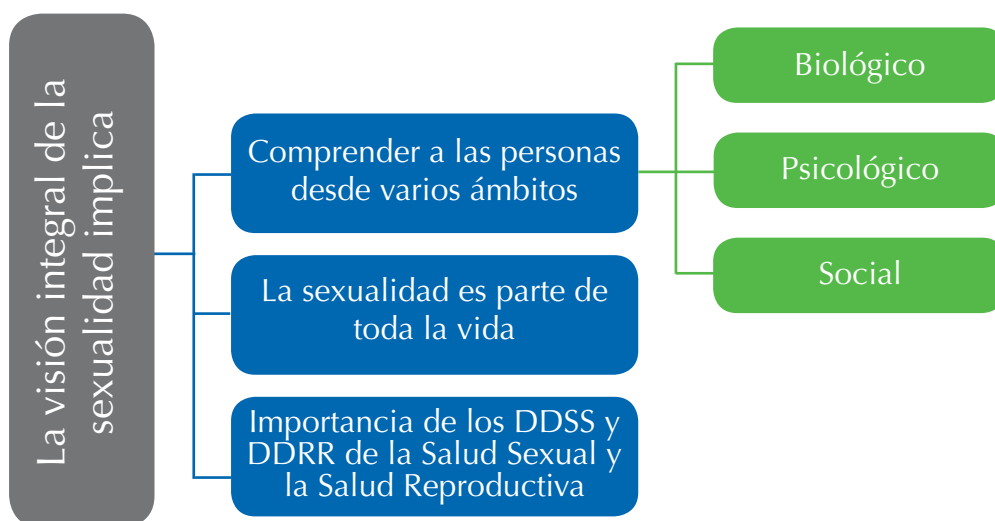 La visión integral de la
sexualidad implica
Comprender a las personas
desde varios ámbitos
La sexualidad es parte de
toda la vida
Importancia de los DDSS y
DDRR de la Salud Sexual y
la Salud Reproductiva
Biológico
Psicológico
Social